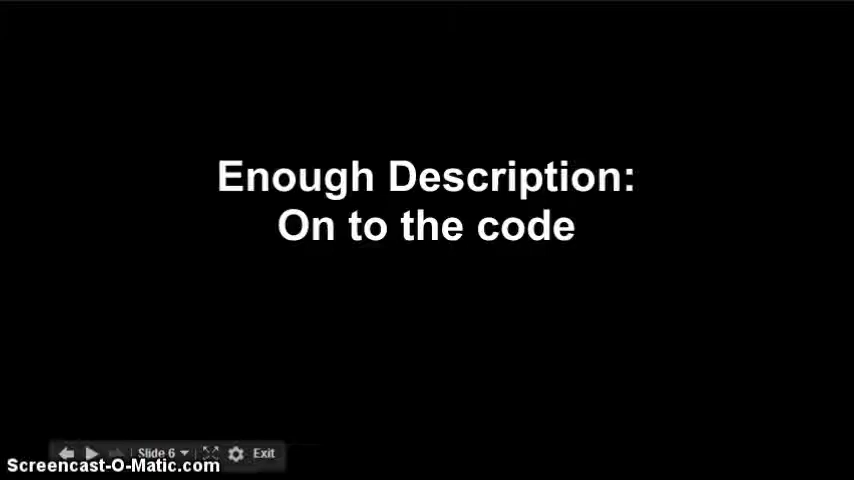 Enough Description:
On to the code
Slide 6 Exit
Screencast-O-Matic.com